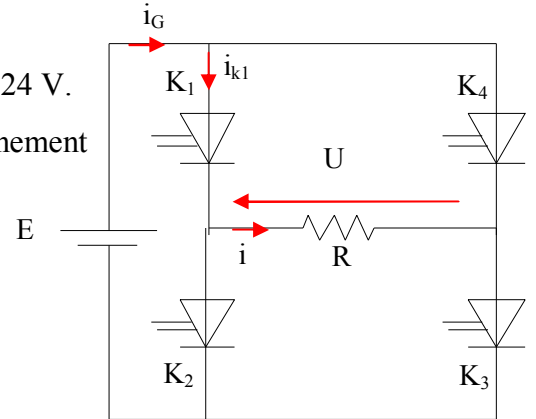 i_G
24 V.
K_1
i_k1
K_4
nement
U
E
i
R
K_2
K_3